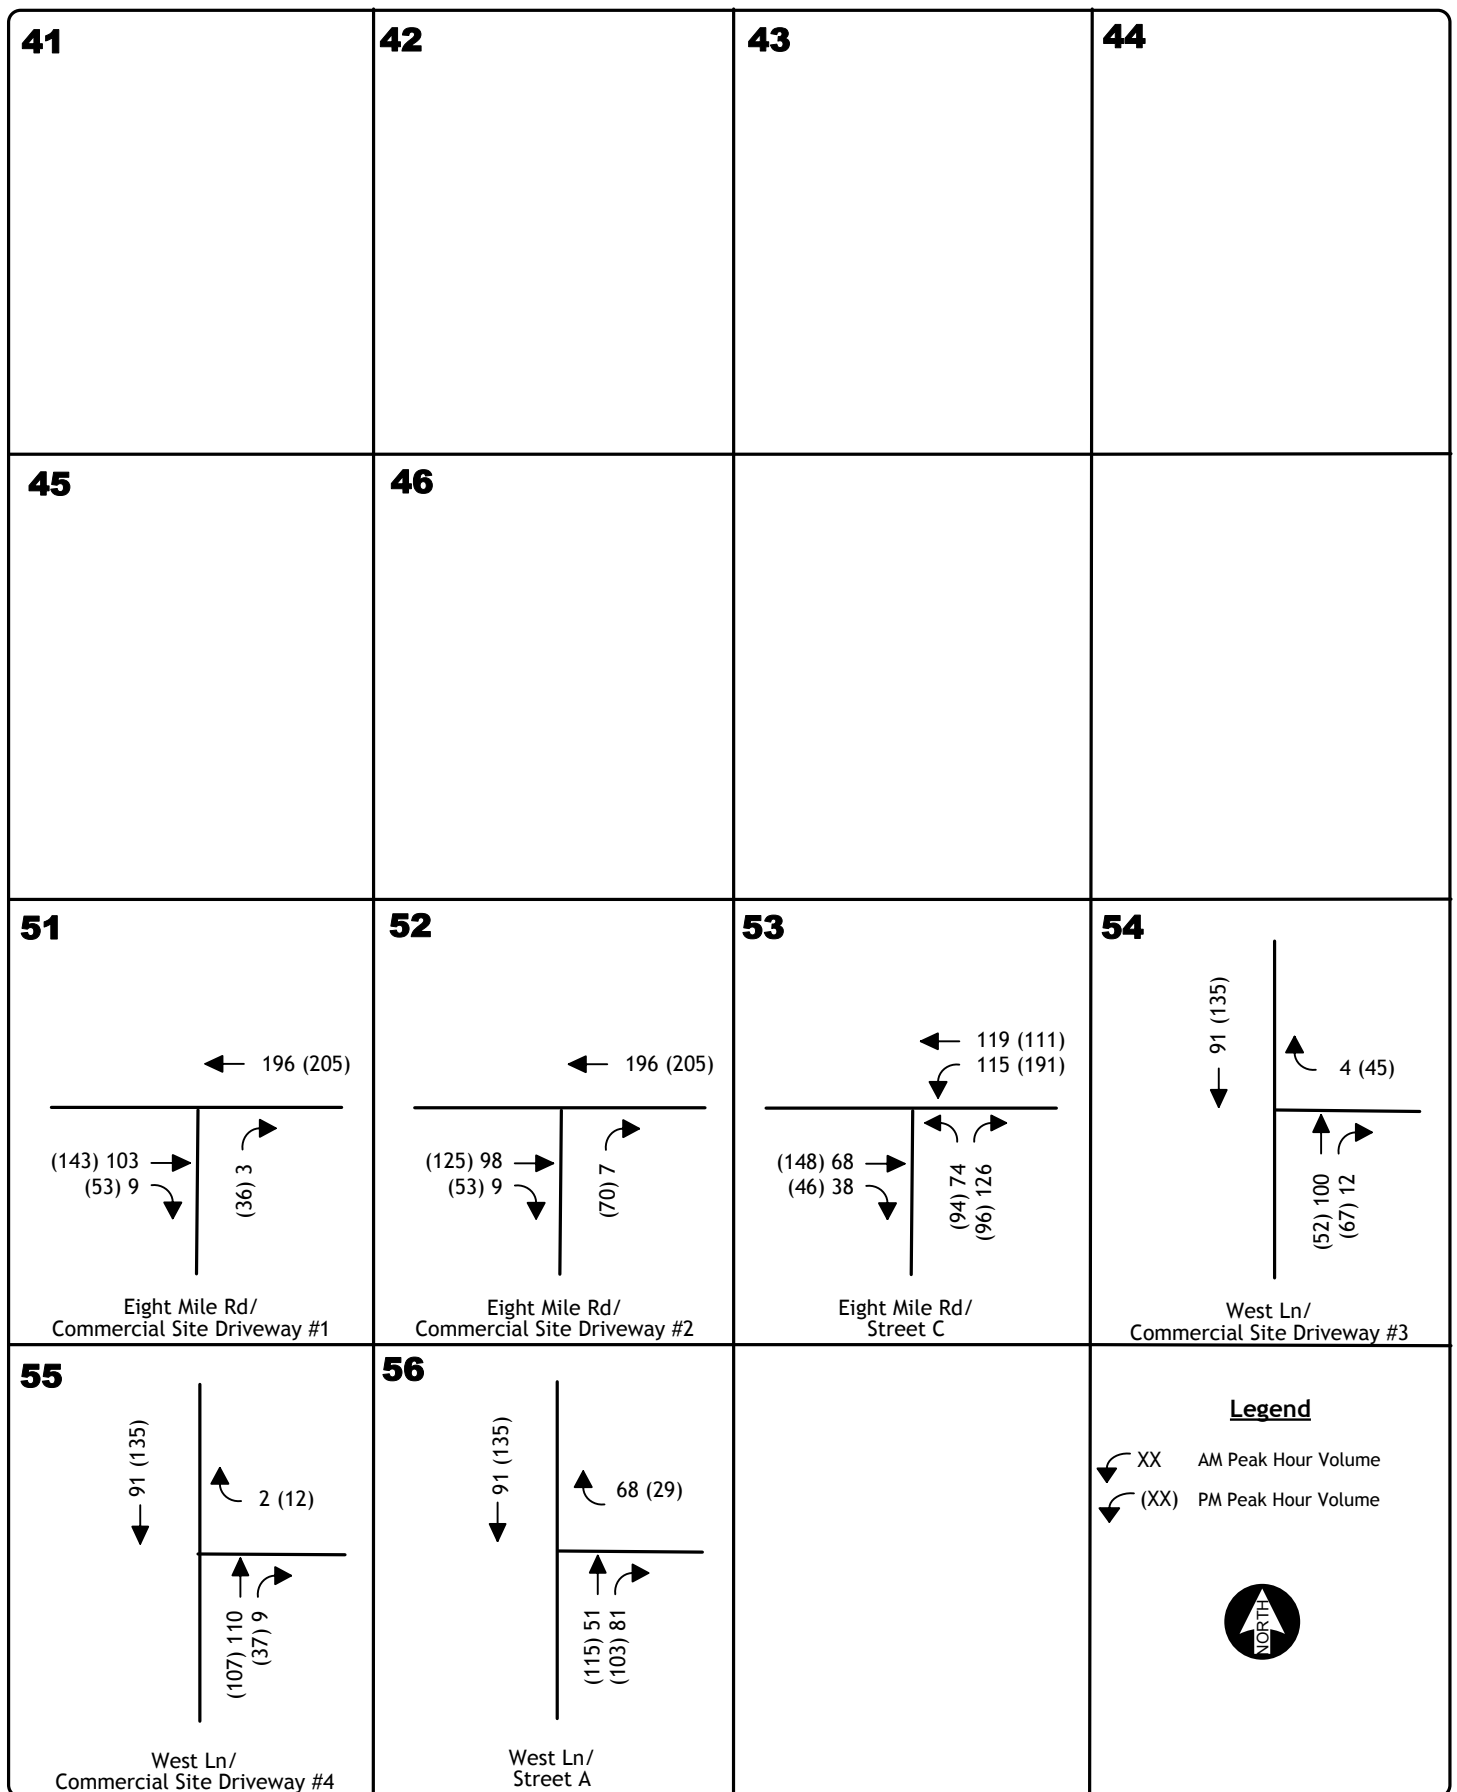 41
42
43
44
45
46
51
196 (205)
(143) 103
(53) 9
(36) 3
Eight Mile Rd/
Commercial Site Driveway #1
52
196 (205)
(125) 98
(53) 9
(70) 7
Eight Mile Rd/
Commercial Site Driveway #2
53
119 (111)
115 (191)
(148) 68
(46) 38
(94) 74
(96) 126
Eight Mile Rd/
Street C
54
91 (135)
4 (45)
(52) 100
(67) 12
West Ln/
Commercial Site Driveway #3
55
91 (135)
2 (12)
(107) 110
(37) 9
West Ln/
Commercial Site Driveway #4
56
91 (135)
68 (29)
(115) 51
(103) 81
West Ln/
Street A
Legend
XX AM Peak Hour Volume
(XX) PM Peak Hour Volume
NORTH